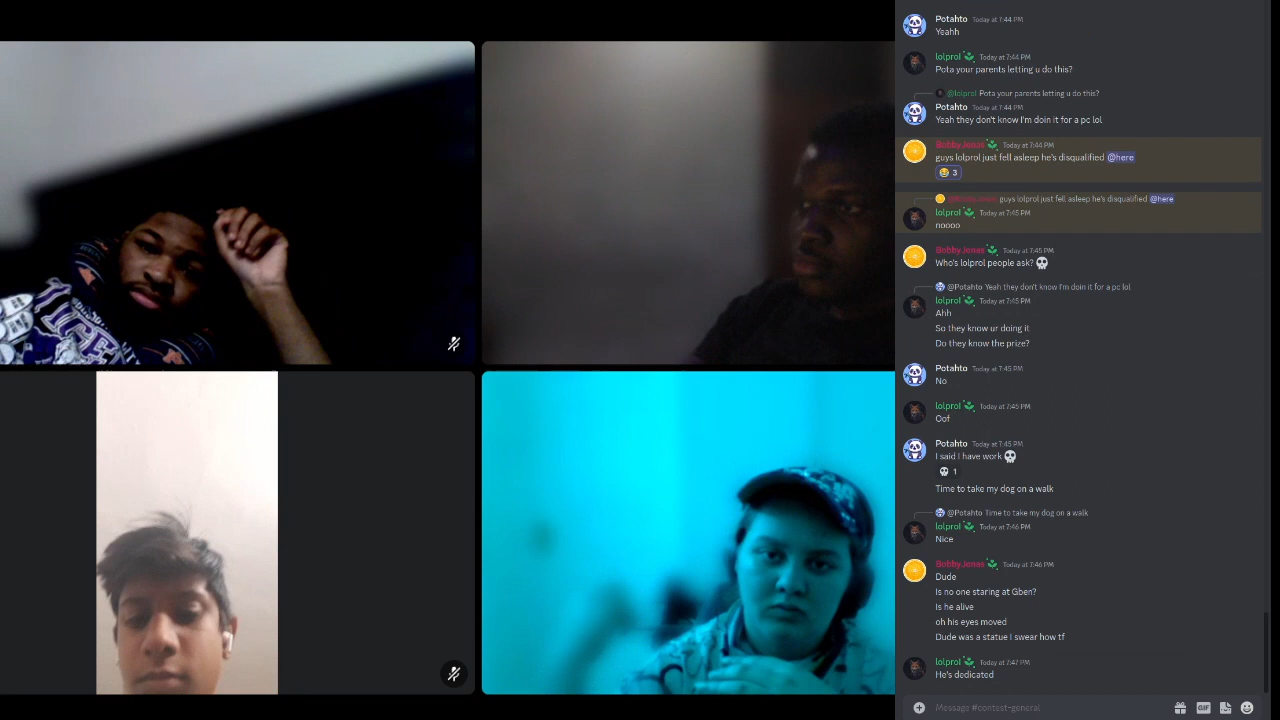 Potahto Today at 7:44 PM
Yeahh
lolprol Today at 7:44 PM
Pota your parents letting u do this?
@lolprol Pota your parents letting u do this?
Potahto Today at 7:44 PM
Yeah they don't know I'm doin it for a pc lol
BobbyJonas Today at 7:44 PM
guys lolprol just fell asleep he's disqualified @here
3
guys lolprol just fell asleep he's disqualified @here
lolprol Today at 7:45 PM
noooo
BobbyJonas Today at 7:45 PM
Who's lolprol people ask?
@Potahto Yeah they don't know I'm doin it for a pc lol
lolprol Today at 7:45 PM
Ahh
So they know ur doing it
Do they know the prize?
Potahto Today at 7:45 PM
No
lolprol Today at 7:45 PM
Oof
Potahto Today at 7:45 PM
I said I have work
1
Time to take my dog on a walk
@Potahto Time to take my dog on a walk
lolprol Today at 7:46 PM
Nice
BobbyJonas Today at 7:46 PM
Dude
Is no one staring at Gben?
Is he alive
oh his eyes moved
Dude was a statue I swear how tf
lolprol Today at 7:47 PM
He's dedicated
Message #contest-general
GIF